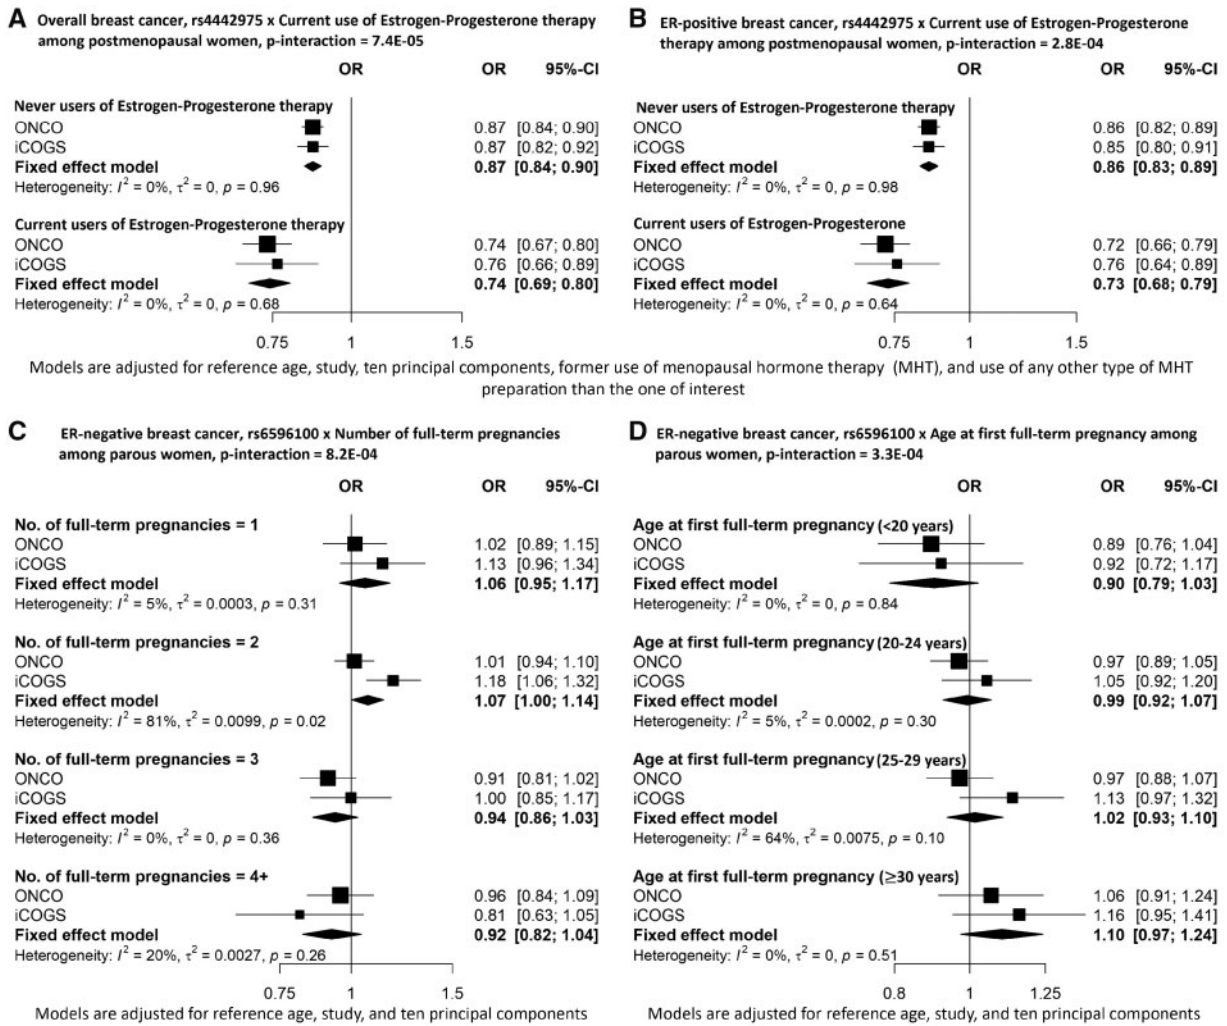 A Overall breast cancer, rs4442975 x Current use of Estrogen-Progesterone therapy
among postmenopausal women, p-interaction = 7.4E-05
OR OR 95%-CI
Never users of Estrogen-Progesterone therapy
ONCO 0.87 [0.84; 0.90]
iCOGS 0.87 [0.82; 0.92]
Fixed effect model 0.87 [0.84; 0.90]
Heterogeneity: I² = 0%, τ² = 0, p = 0.96
Current users of Estrogen-Progesterone therapy
ONCO 0.74 [0.67; 0.80]
iCOGS 0.76 [0.66; 0.89]
Fixed effect model 0.74 [0.69; 0.80]
Heterogeneity: I² = 0%, τ² = 0, p = 0.68
0.75 1 1.5
B ER-positive breast cancer, rs4442975 x Current use of Estrogen-Progesterone
therapy among postmenopausal women, p-interaction = 2.8E-04
OR OR 95%-CI
Never users of Estrogen-Progesterone therapy
ONCO 0.86 [0.82; 0.89]
iCOGS 0.85 [0.80; 0.91]
Fixed effect model 0.86 [0.83; 0.89]
Heterogeneity: I² = 0%, τ² = 0, p = 0.98
Current users of Estrogen-Progesterone
ONCO 0.72 [0.66; 0.79]
iCOGS 0.76 [0.64; 0.89]
Fixed effect model 0.73 [0.68; 0.79]
Heterogeneity: I² = 0%, τ² = 0, p = 0.64
0.75 1 1.5
Models are adjusted for reference age, study, ten principal components, former use of menopausal hormone therapy (MHT), and use of any other type of MHT
preparation than the one of interest
C ER-negative breast cancer, rs6596100 x Number of full-term pregnancies
among parous women, p-interaction = 8.2E-04
OR OR 95%-CI
No. of full-term pregnancies = 1
ONCO 1.02 [0.89; 1.15]
iCOGS 1.13 [0.96; 1.34]
Fixed effect model 1.06 [0.95; 1.17]
Heterogeneity: I² = 5%, τ² = 0.0003, p = 0.31
No. of full-term pregnancies = 2
ONCO 1.01 [0.94; 1.10]
iCOGS 1.18 [1.06; 1.32]
Fixed effect model 1.07 [1.00; 1.14]
Heterogeneity: I² = 81%, τ² = 0.0099, p = 0.02
No. of full-term pregnancies = 3
ONCO 0.91 [0.81; 1.02]
iCOGS 1.00 [0.85; 1.17]
Fixed effect model 0.94 [0.86; 1.03]
Heterogeneity: I² = 0%, τ² = 0, p = 0.36
No. of full-term pregnancies = 4+
ONCO 0.96 [0.84; 1.09]
iCOGS 0.81 [0.63; 1.05]
Fixed effect model 0.92 [0.82; 1.04]
Heterogeneity: I² = 20%, τ² = 0.0027, p = 0.26
0.75 1 1.5
Models are adjusted for reference age, study, and ten principal components
D ER-negative breast cancer, rs6596100 x Age at first full-term pregnancy among
parous women, p-interaction = 3.3E-04
OR OR 95%-CI
Age at first full-term pregnancy (<20 years)
ONCO 0.89 [0.76; 1.04]
iCOGS 0.92 [0.72; 1.17]
Fixed effect model 0.90 [0.79; 1.03]
Heterogeneity: I² = 0%, τ² = 0, p = 0.84
Age at first full-term pregnancy (20-24 years)
ONCO 0.97 [0.89; 1.05]
iCOGS 1.05 [0.92; 1.20]
Fixed effect model 0.99 [0.92; 1.07]
Heterogeneity: I² = 5%, τ² = 0.0002, p = 0.30
Age at first full-term pregnancy (25-29 years)
ONCO 0.97 [0.88; 1.07]
iCOGS 1.13 [0.97; 1.32]
Fixed effect model 1.02 [0.93; 1.10]
Heterogeneity: I² = 64%, τ² = 0.0075, p = 0.10
Age at first full-term pregnancy (≥30 years)
ONCO 1.06 [0.91; 1.24]
iCOGS 1.16 [0.95; 1.41]
Fixed effect model 1.10 [0.97; 1.24]
Heterogeneity: I² = 0%, τ² = 0, p = 0.51
0.8 1 1.25
Models are adjusted for reference age, study, and ten principal components